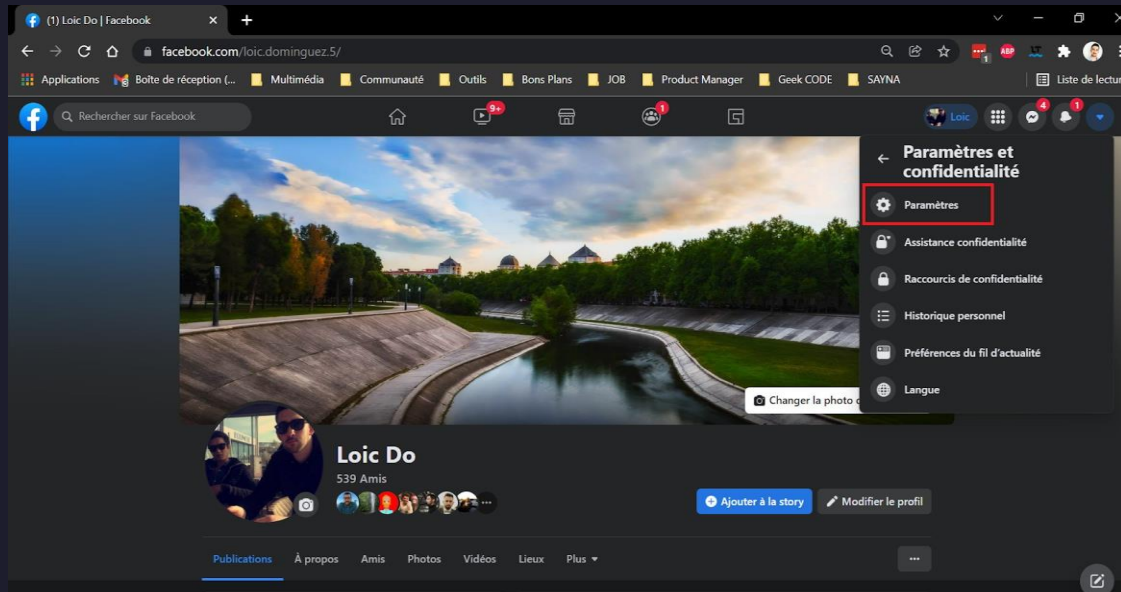 (1) Loic Do | Facebook
facebook.com/loic.dominguez.5/
ABP
1
Applications Boîte de réception (... Multimédia Communauté Outils Bons Plans JOB Product Manager Geek CODE SAYNA Liste de lectur
Rechercher sur Facebook 9+ 1 Loic 4 1
Paramètres et
confidentialité
Paramètres
Assistance confidentialité
Raccourcis de confidentialité
Historique personnel
Préférences du fil d'actualité
Langue
Changer la photo
Loic Do
539 Amis
Ajouter à la story Modifier le profil
Publications À propos Amis Photos Vidéos Lieux Plus